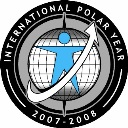 INTERNATIONAL POLAR YEAR
2007-2008